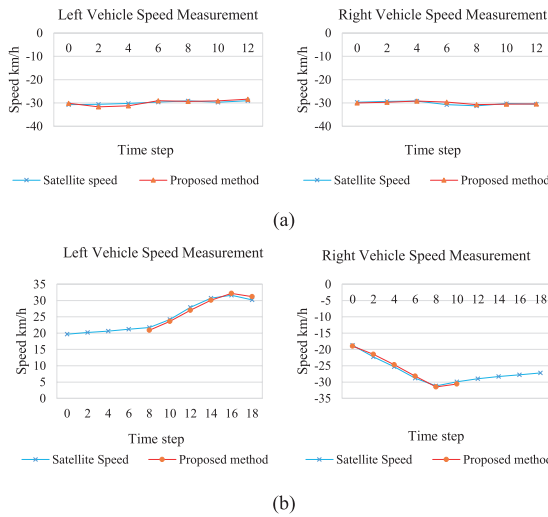 (a)
Left Vehicle Speed Measurement
0
-10
-20
-30
-40
0 2 4 6 8 10 12
Speed km/h
Time step
Satellite speed Proposed method
Right Vehicle Speed Measurement
0
-10
-20
-30
-40
0 2 4 6 8 10 12
Speed km/h
Time step
Satellite Speed Proposed method
(a)
Left Vehicle Speed Measurement
35
30
25
20
15
10
5
0
0 2 4 6 8 10 12 14 16 18
Speed km/h
Time step
Satellite Speed Proposed method
Right Vehicle Speed Measurement
0
-5
-10
-15
-20
-25
-30
-35
0 2 4 6 8 10 12 14 16 18
Speed km/h
Time step
Satellite Speed Proposed method
(b)